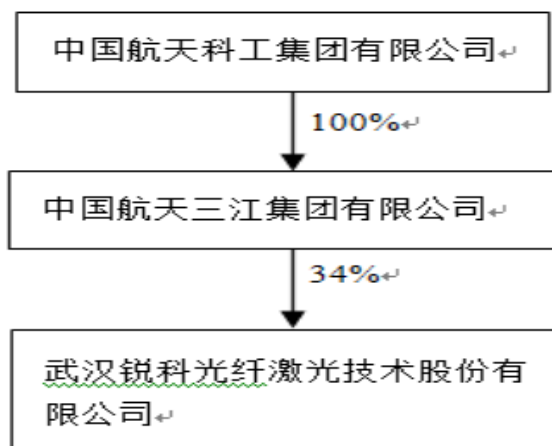 中国航天科工集团有限公司↵
100%↵
中国航天三江集团有限公司↵
34%↵
武汉锐科光纤激光技术股份有
限公司↵